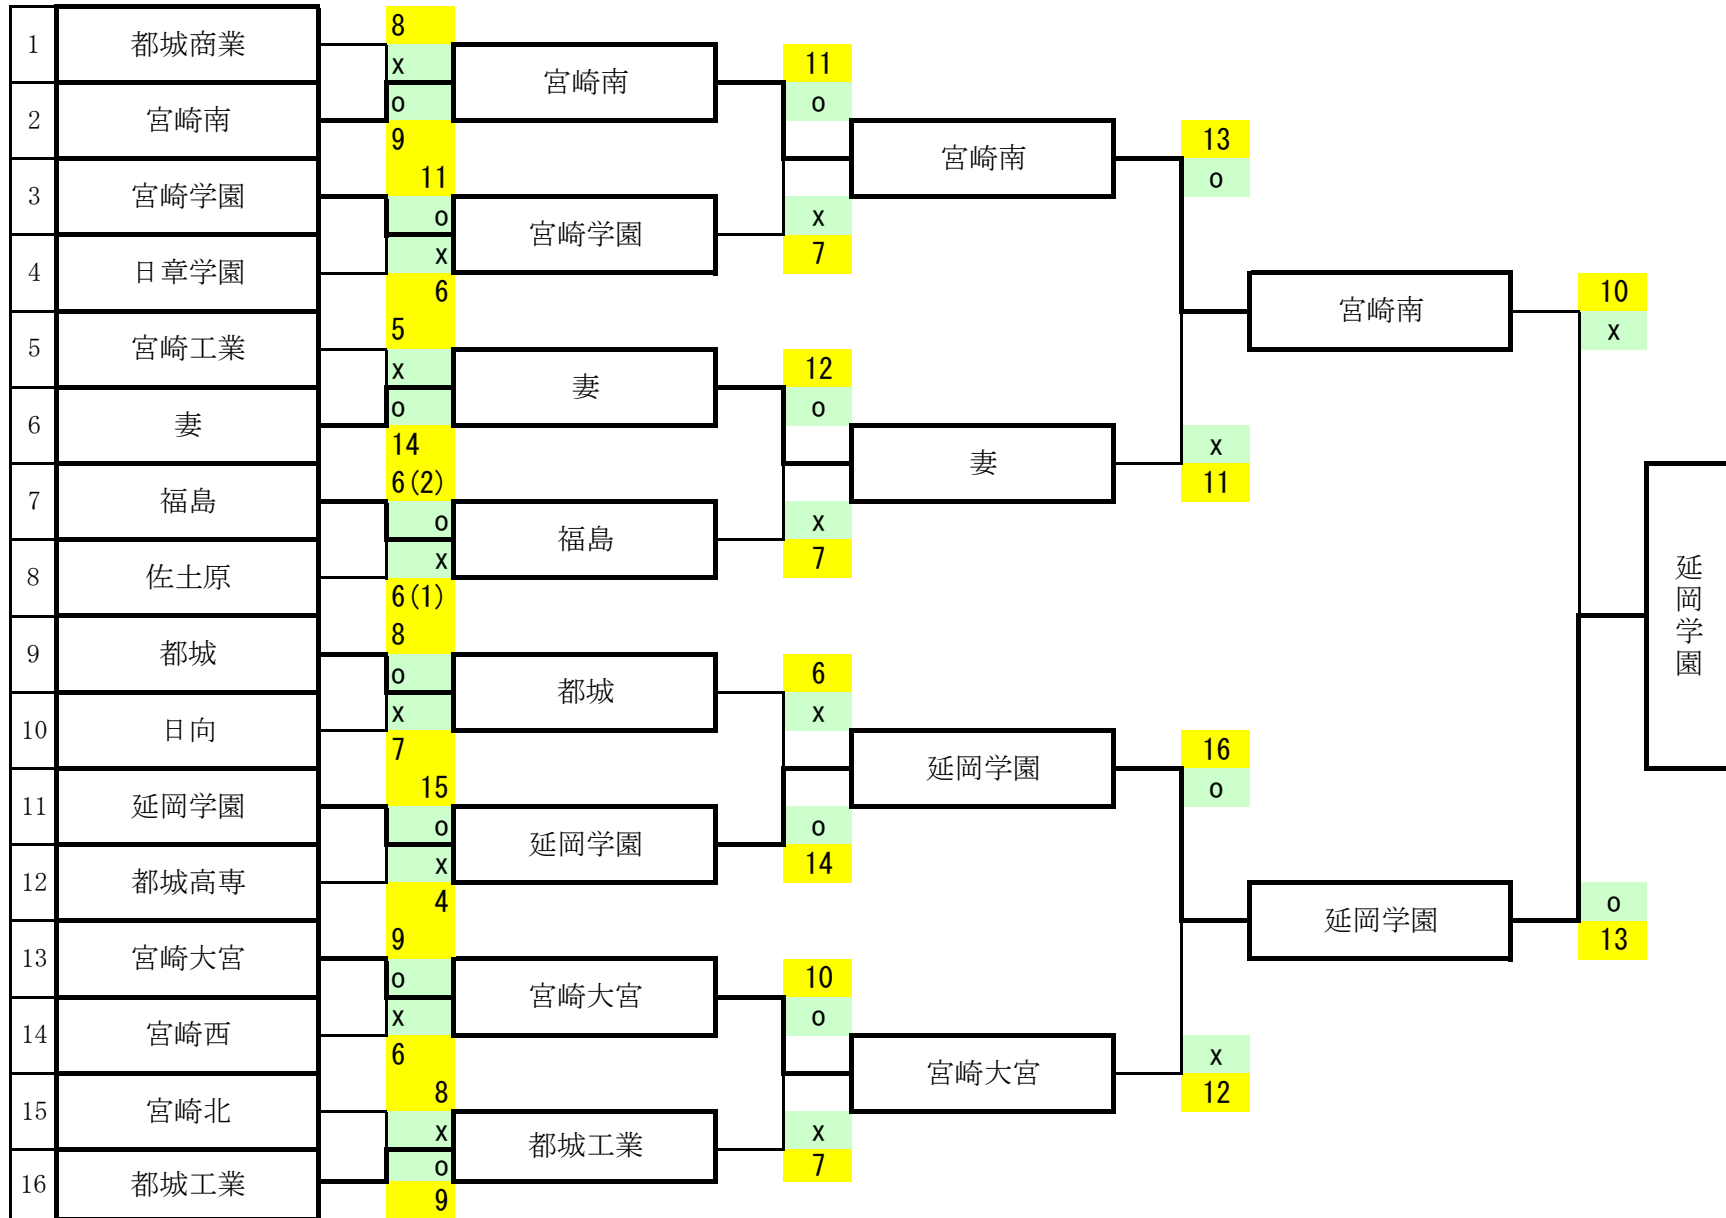 8
1 都城商業
x
宮崎南
11
o
2 宮崎南
o
9
宮崎南
13
o
11
3 宮崎学園
o
宮崎学園
x
7
4 日章学園
x
6
宮崎南
10
x
5
5 宮崎工業
x
妻
12
o
6 妻
o
14
妻
x
11
6(2)
7 福島
o
福島
x
7
8 佐土原
x
6(1)
延岡学園
8
9 都城
o
都城
6
x
10 日向
x
7
延岡学園
16
o
15
11 延岡学園
o
延岡学園
o
14
12 都城高専
x
4
延岡学園
o
13
9
13 宮崎大宮
o
宮崎大宮
10
o
14 宮崎西
x
6
宮崎大宮
x
12
8
15 宮崎北
x
都城工業
x
7
16 都城工業
o
9